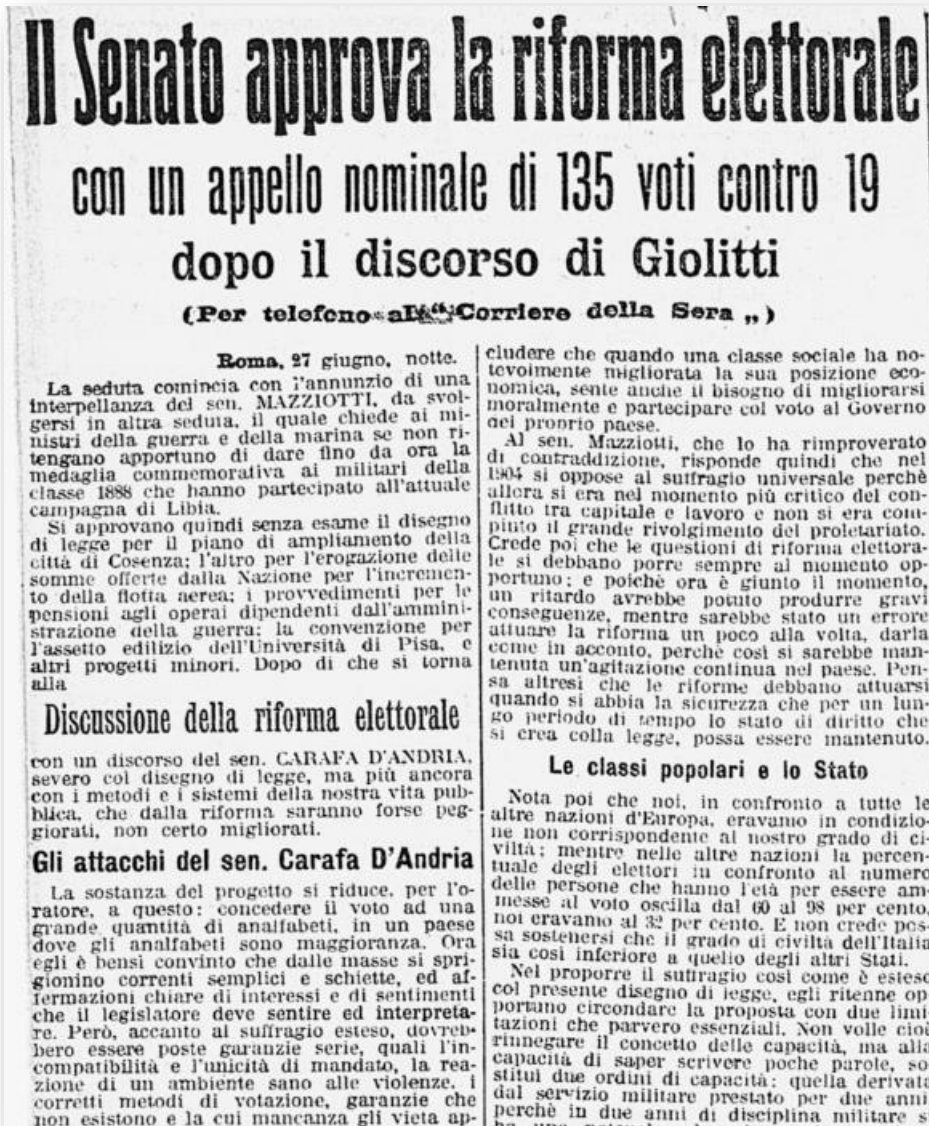 Il Senato approva la riforma elettorale
con un appello nominale di 135 voti contro 19
dopo il discorso di Giolitti
(Per telefono al “Corriere della Sera „)
Roma, 27 giugno, notte.
La seduta comincia con l'annunzio di una
interpellanza del sen. MAZZIOTTI, da svol-
gersi in altra seduta, il quale chiede ai mi-
nistri della guerra e della marina se non ri-
tengano apportuno di dare fino da ora la
medaglia commemorativa ai militari della
classe 1888 che hanno partecipato all'attuale
campagna di Libia.
Si approvano quindi senza esame il disegno
di legge per il piano di ampliamento della
città di Cosenza; l'altro per l'erogazione delle
somme offerte dalla Nazione per l'incremen-
to della flotta aerea; i provvedimenti per le
pensioni agli operai dipendenti dall'ammini-
strazione della guerra; la convenzione per
l'assetto edilizio dell'Università di Pisa, e
altri progetti minori. Dopo di che si torna
alla
Discussione della riforma elettorale
con un discorso del sen. CARAFA D'ANDRIA,
severo col disegno di legge, ma più ancora
con i metodi e i sistemi della nostra vita pub-
blica, che dalla riforma saranno forse peg-
giorati, non certo migliorati.
Gli attacchi del sen. Carafa D'Andria
La sostanza del progetto si riduce, per l'o-
ratore, a questo: concedere il voto ad una
grande quantità di analfabeti, in un paese
dove gli analfabeti sono maggioranza. Ora
egli è bensì convinto che dalle masse si spri-
gionino correnti semplici e schiette, ed af-
fermazioni chiare di interessi e di sentimenti
che il legislatore deve sentire ed interpreta-
re. Però, accanto al suffragio esteso, dovreb-
bero essere poste garanzie serie, quali l'in-
compatibilità e l'unicità di mandato, la rea-
zione di un ambiente sano alle violenze, i
corretti metodi di votazione, garanzie che
non esistono e la cui mancanza gli vieta ap-
cludere che quando una classe sociale ha no-
tevolmente migliorata la sua posizione eco-
nomica, sente anche il bisogno di migliorarsi
moralmente e partecipare col voto al Governo
del proprio paese.
Al sen. Mazziotti, che lo ha rimproverato
di contraddizione, risponde quindi che nel
1904 si oppose al suffragio universale perchè
allora si era nel momento più critico del con-
flitto tra capitale e lavoro e non si era com-
piuto il grande rivolgimento del proletariato.
Crede poi che le questioni di riforma elettora-
le si debbano porre sempre al momento op-
portuno; e poichè ora è giunto il momento,
un ritardo avrebbe potuto produrre gravi
conseguenze, mentre sarebbe stato un errore
attuare la riforma un poco alla volta, darla
come in acconto, perchè così si sarebbe man-
tenuta un'agitazione continua nel paese. Pen-
sa altresì che le riforme debbano attuarsi
quando si abbia la sicurezza che per un lun-
go periodo di tempo lo stato di diritto che
si crea colla legge, possa essere mantenuto.
Le classi popolari e lo Stato
Nota poi che noi, in confronto a tutte le
altre nazioni d'Europa, eravamo in condizio-
ne non corrispondente al nostro grado di ci-
viltà; mentre nelle altre nazioni la percen-
tuale degli elettori in confronto al numero
delle persone che hanno l'età per essere am-
messe al voto oscilla dal 60 al 98 per cento,
noi eravamo al 32 per cento. E non crede pos-
sa sostenersi che il grado di civiltà dell'Italia
sia così inferiore a quello degli altri Stati.
Nel proporre il suffragio così come è esteso
col presente disegno di legge, egli ritenne op
portuno circondare la proposta con due limi
tazioni che parvero essenziali. Non volle cioè
rinnegare il concetto delle capacità, ma alla
capacità di saper scrivere poche parole, so
stituì due ordini di capacità: quella derivata
dal servizio militare prestato per due anni
perchè in due anni di disciplina militare s